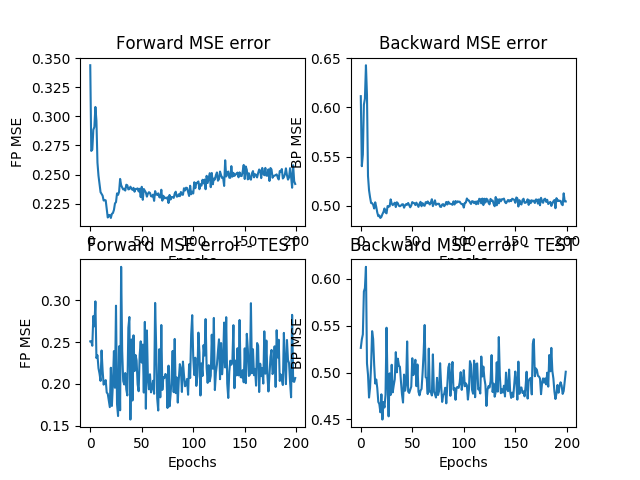 Forward MSE error
Backward MSE error
FP MSE
0.350
0.325
0.300
0.275
0.250
0.225
0 50 100 150 200
Epochs
BP MSE
0.65
0.60
0.55
0.50
0 50 100 150 200
Epochs
Forward MSE error - TEST
Backward MSE error - TEST
FP MSE
0.30
0.25
0.20
0.15
0 50 100 150 200
Epochs
BP MSE
0.60
0.55
0.50
0.45
0 50 100 150 200
Epochs